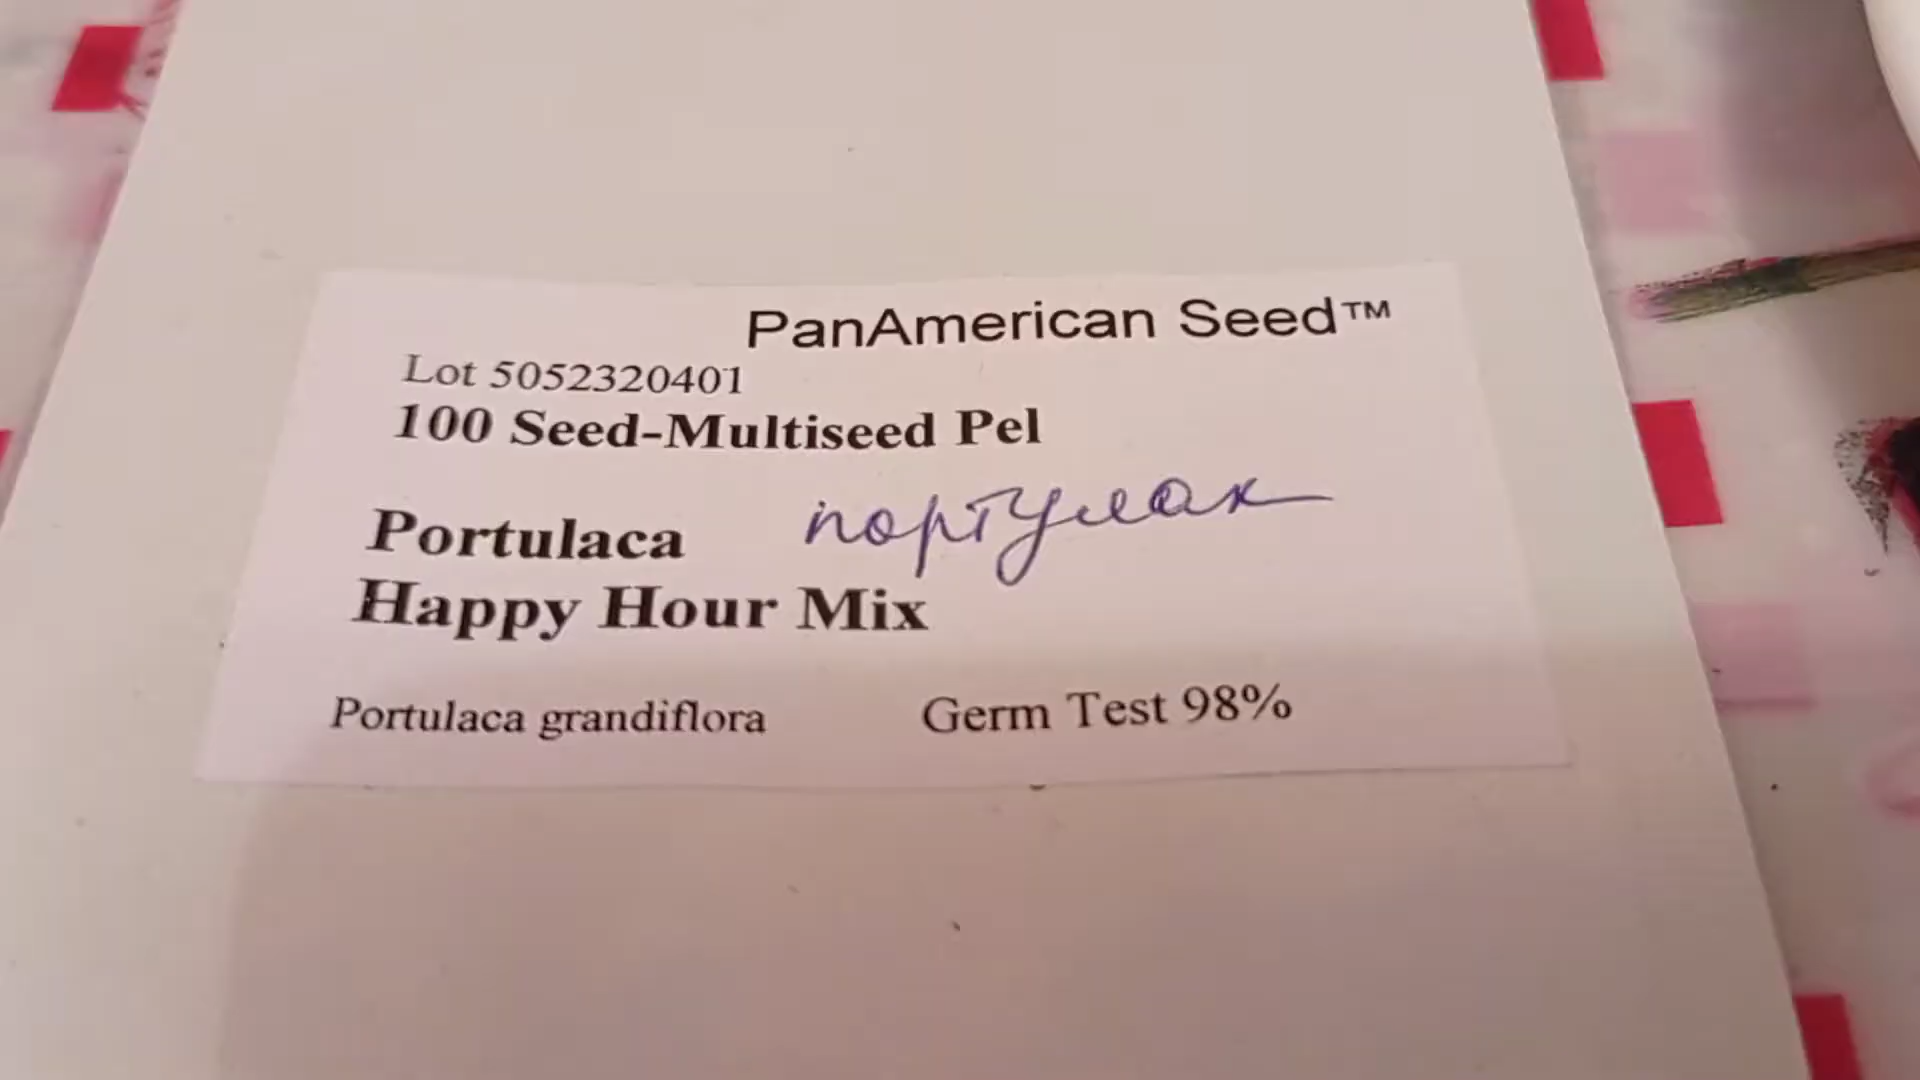 PanAmerican Seed™
Lot 5052320401
100 Seed-Multiseed Pel
Portulaca портулак
Happy Hour Mix
Portulaca grandiflora Germ Test 98%